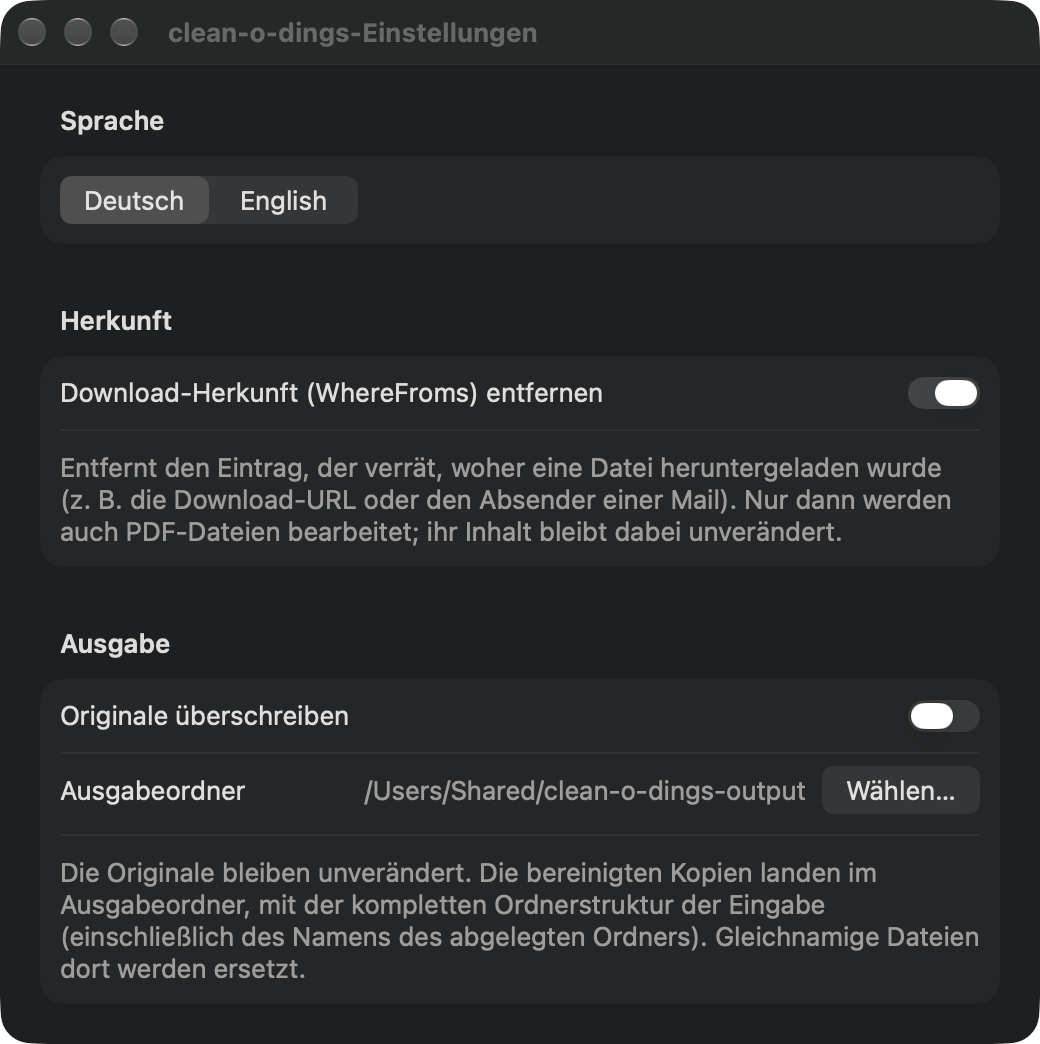 clean-o-dings-Einstellungen
Sprache
Deutsch English
Herkunft
Download-Herkunft (WhereFroms) entfernen
Entfernt den Eintrag, der verrät, woher eine Datei heruntergeladen wurde
(z. B. die Download-URL oder den Absender einer Mail). Nur dann werden
auch PDF-Dateien bearbeitet; ihr Inhalt bleibt dabei unverändert.
Ausgabe
Originale überschreiben
Ausgabeordner /Users/Shared/clean-o-dings-output Wählen...
Die Originale bleiben unverändert. Die bereinigten Kopien landen im
Ausgabeordner, mit der kompletten Ordnerstruktur der Eingabe
(einschließlich des Namens des abgelegten Ordners). Gleichnamige Dateien
dort werden ersetzt.